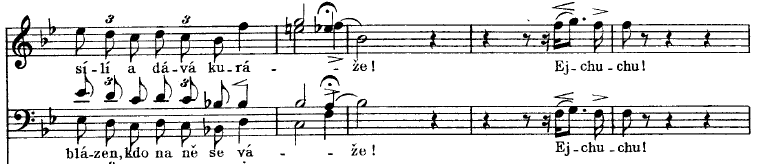 sí-lí a dá-vá ku-rá - - že! Ej-chu-chu!
blá-zen, kdo na ně se vá - - že! Ej-chu-chu!